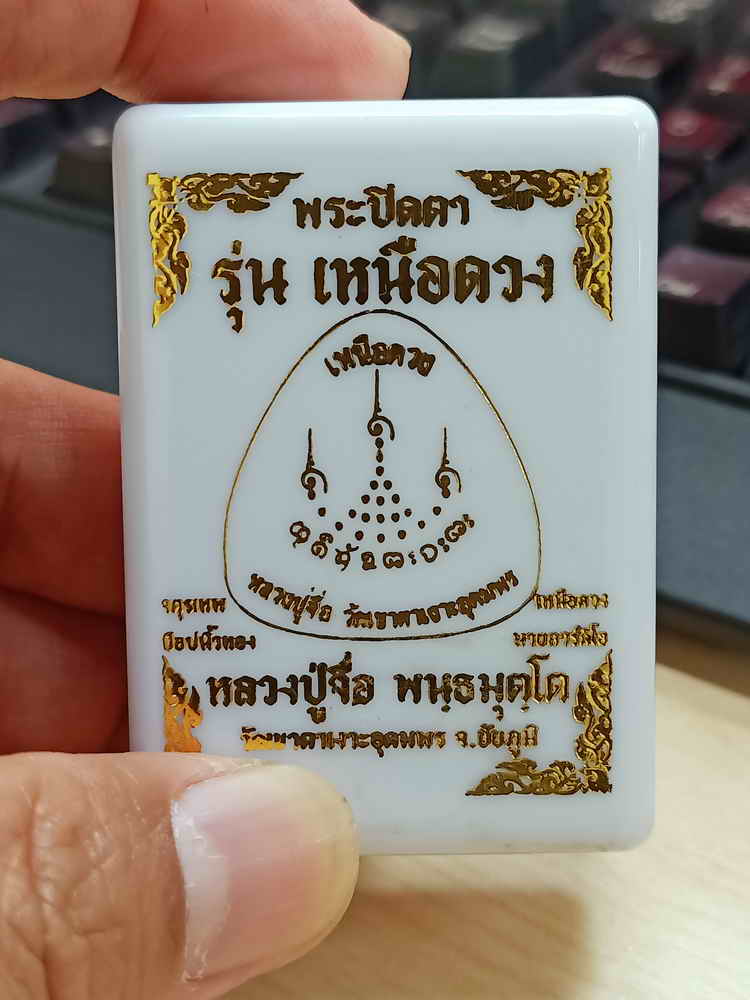 พระปิดตา
รุ่น เหนือดวง
เหนือดวง
หลวงปู่จื่อ วัดเขาตาเงาะอุดมพร
จตุรเทพ
ช๊อปนิ้วทอง
เหนือดวง
นายคาร์ลิโอ
หลวงปู่จื่อ พนฺธมุตฺโต
วัดเขาตาเงาะอุดมพร จ.ชัยภูมิ